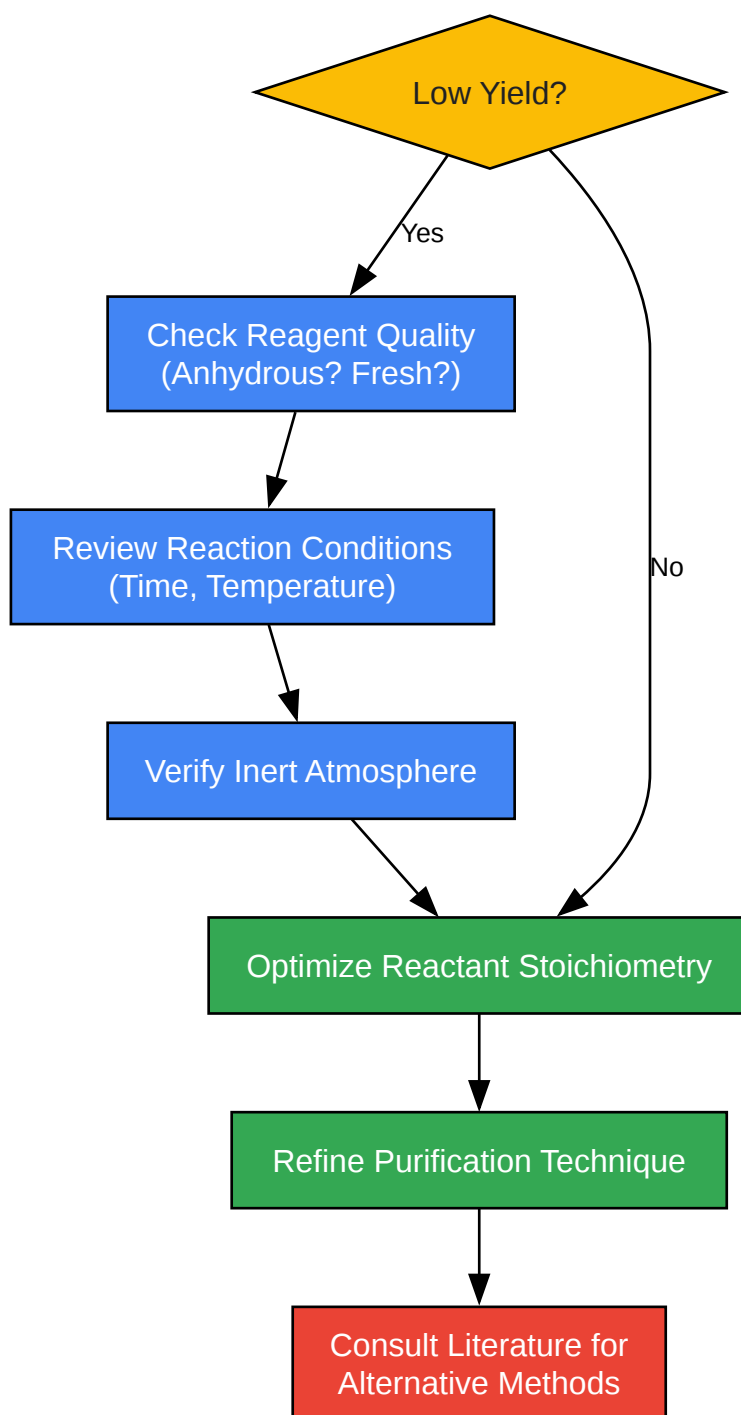 Low Yield?
Yes
Check Reagent Quality
(Anhydrous? Fresh?)
Review Reaction Conditions
(Time, Temperature)
No
Verify Inert Atmosphere
Optimize Reactant Stoichiometry
Refine Purification Technique
Consult Literature for
Alternative Methods